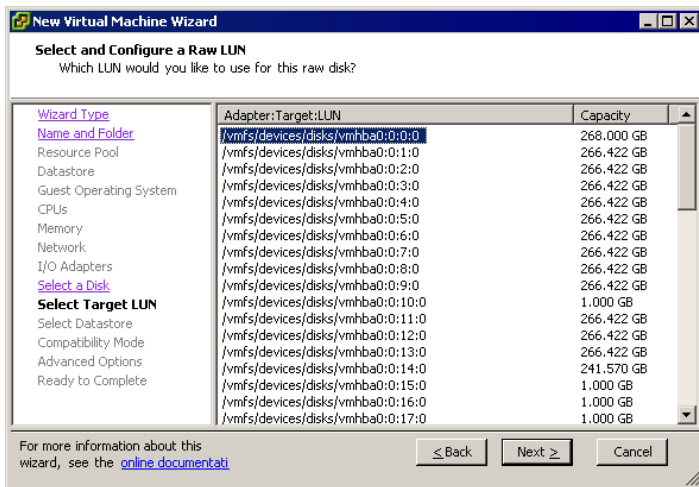 New Virtual Machine Wizard
Select and Configure a Raw LUN
Which LUN would you like to use for this raw disk?
Wizard Type
Name and Folder
Resource Pool
Datastore
Guest Operating System
CPUs
Memory
Network
I/O Adapters
Select a Disk
Select Target LUN
Select Datastore
Compatibility Mode
Advanced Options
Ready to Complete
Adapter:Target:LUN Capacity
/vmfs/devices/disks/vmhba0:0:0:0 268.000 GB
/vmfs/devices/disks/vmhba0:0:1:0 266.422 GB
/vmfs/devices/disks/vmhba0:0:2:0 266.422 GB
/vmfs/devices/disks/vmhba0:0:3:0 266.422 GB
/vmfs/devices/disks/vmhba0:0:4:0 266.422 GB
/vmfs/devices/disks/vmhba0:0:5:0 266.422 GB
/vmfs/devices/disks/vmhba0:0:6:0 266.422 GB
/vmfs/devices/disks/vmhba0:0:7:0 266.422 GB
/vmfs/devices/disks/vmhba0:0:8:0 266.422 GB
/vmfs/devices/disks/vmhba0:0:9:0 266.422 GB
/vmfs/devices/disks/vmhba0:0:10:0 1.000 GB
/vmfs/devices/disks/vmhba0:0:11:0 266.422 GB
/vmfs/devices/disks/vmhba0:0:12:0 266.422 GB
/vmfs/devices/disks/vmhba0:0:13:0 266.422 GB
/vmfs/devices/disks/vmhba0:0:14:0 241.570 GB
/vmfs/devices/disks/vmhba0:0:15:0 1.000 GB
/vmfs/devices/disks/vmhba0:0:16:0 1.000 GB
/vmfs/devices/disks/vmhba0:0:17:0 1.000 GB
For more information about this
wizard, see the online documentati
< Back Next > Cancel